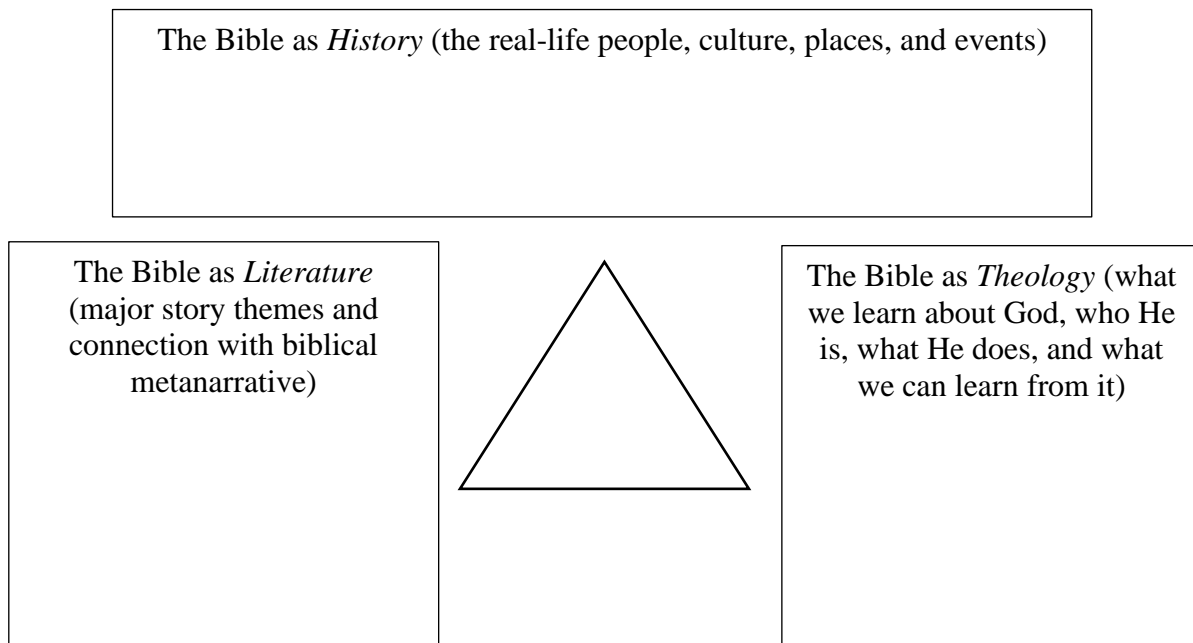 The Bible as History (the real-life people, culture, places, and events)
The Bible as Literature
(major story themes and
connection with biblical
metanarrative)
The Bible as Theology (what
we learn about God, who He
is, what He does, and what
we can learn from it)